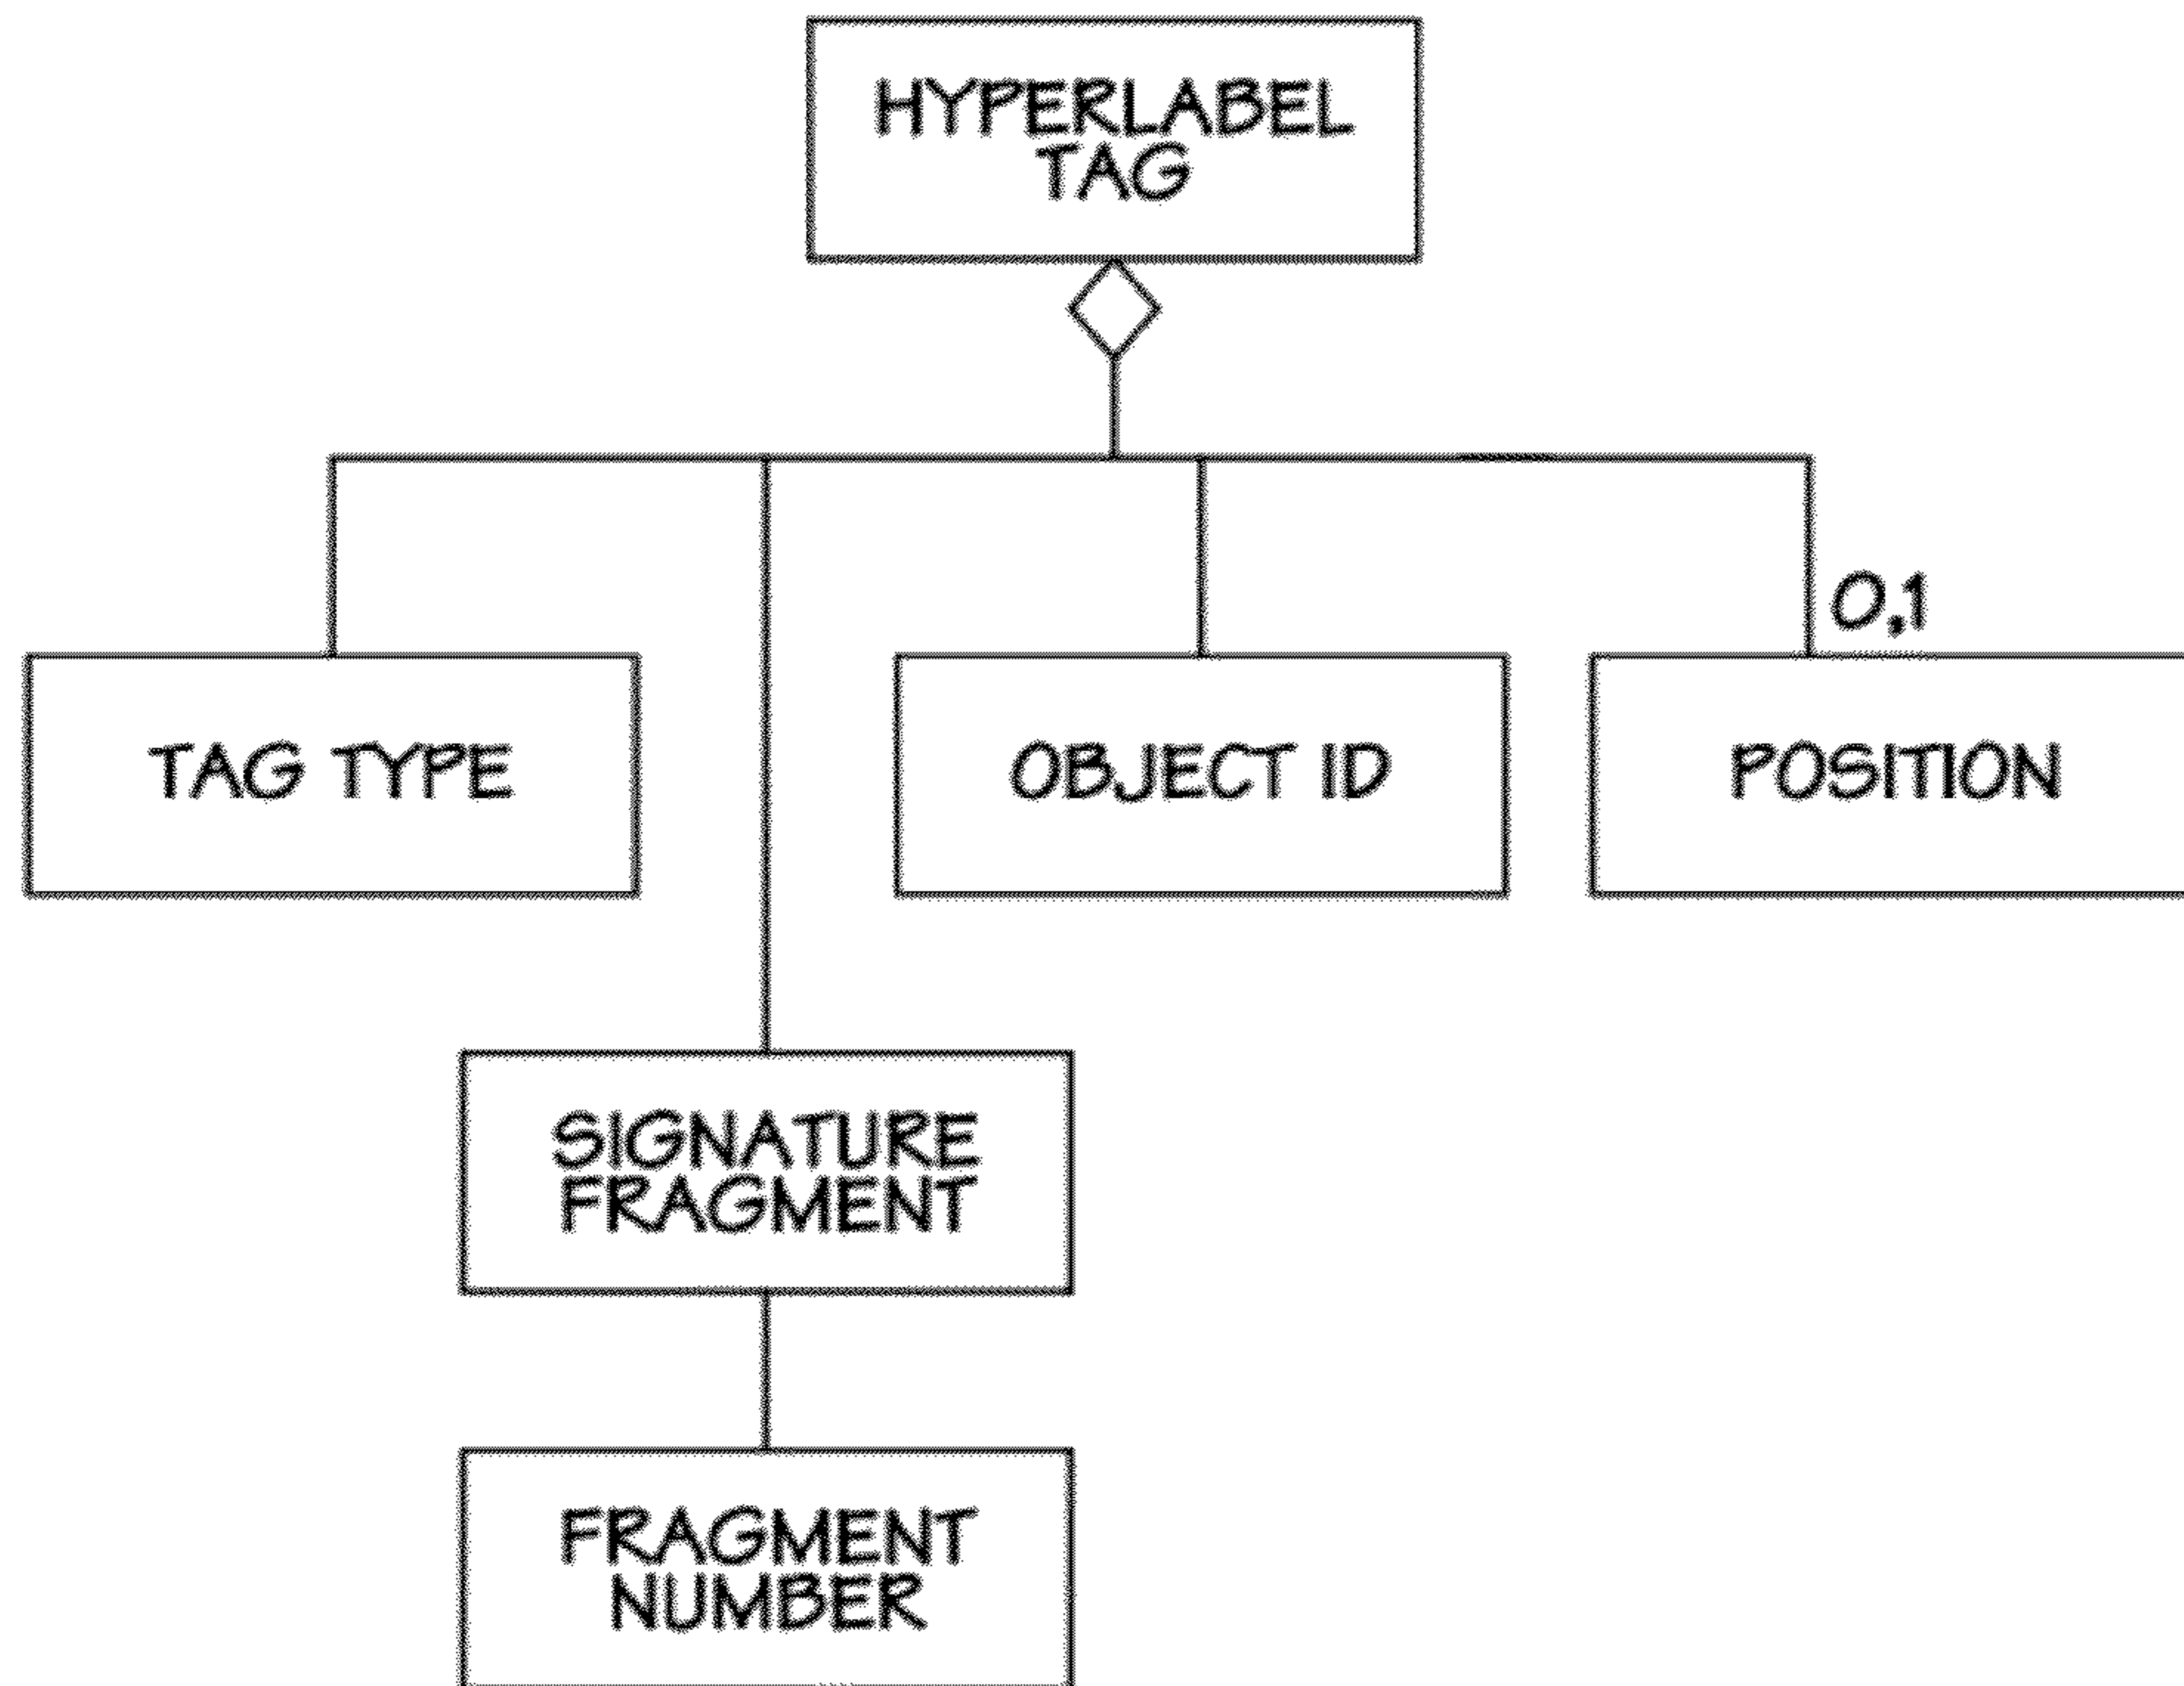 HYPERLABEL
TAG
0,1
TAG TYPE
OBJECT ID
POSITION
SIGNATURE
FRAGMENT
FRAGMENT
NUMBER